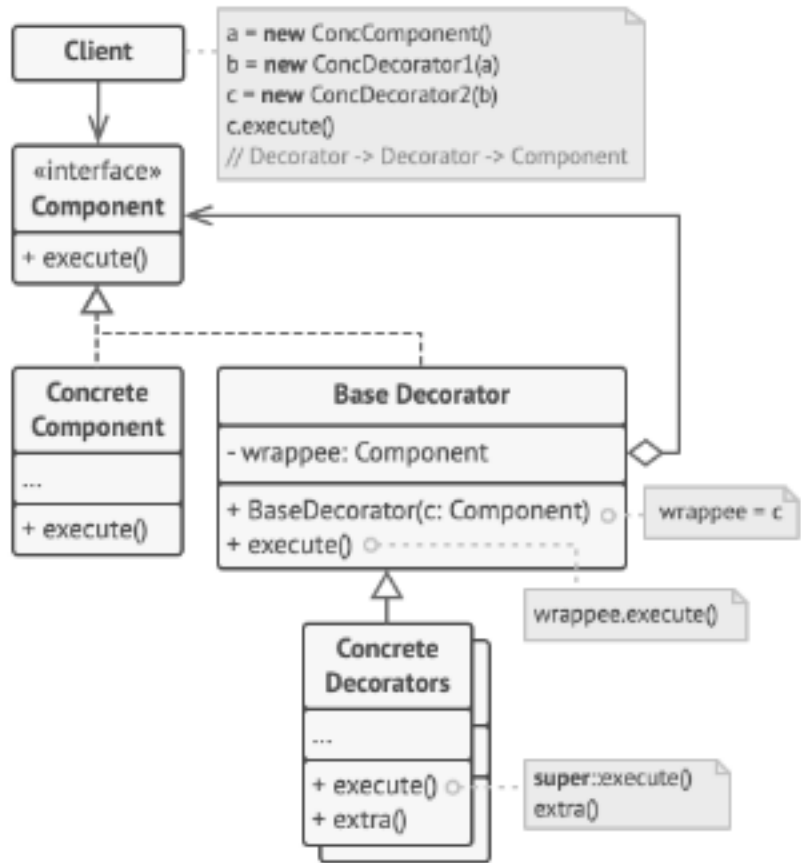 Client
a = new ConcComponent()
b = new ConcDecorator1(a)
c = new ConcDecorator2(b)
c.execute()
// Decorator -> Decorator -> Component
«interface»
Component
+ execute()
Concrete
Component
...
+ execute()
Base Decorator
- wrappee: Component
+ BaseDecorator(c: Component)
+ execute()
wrappee = c
wrappee.execute()
Concrete
Decorators
...
+ execute()
+ extra()
super::execute()
extra()